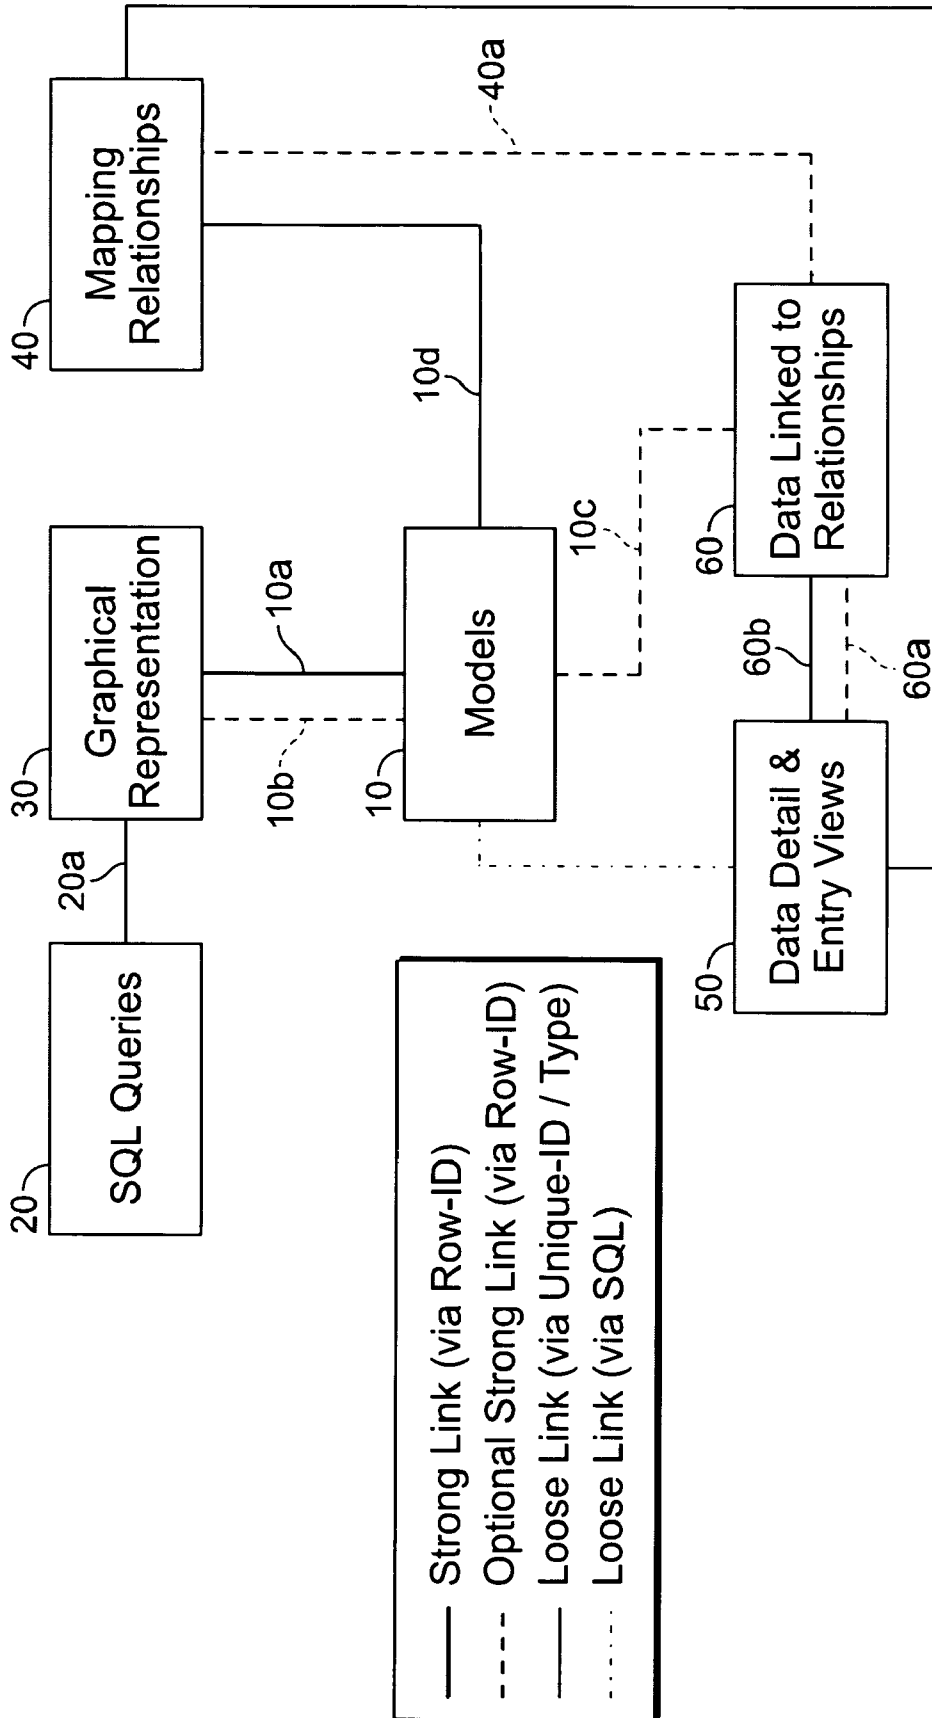 20
SQL Queries
20a
30
Graphical
Representation
40
Mapping
Relationships
10a
10b
10
Models
10d
40a
10c
Strong Link (via Row-ID)
Optional Strong Link (via Row-ID)
Loose Link (via Unique-ID / Type)
Loose Link (via SQL)
50
Data Detail &
Entry Views
60b
60a
60
Data Linked to
Relationships